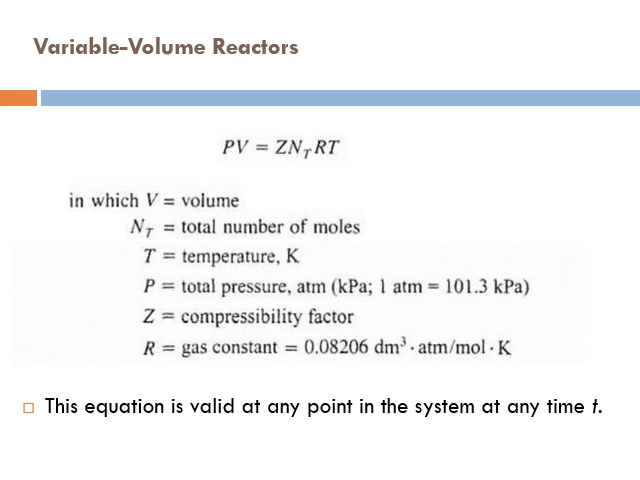 Variable-Volume Reactors
PV = ZN_T RT
in which V = volume
N_T = total number of moles
T = temperature, K
P = total pressure, atm (kPa; 1 atm = 101.3 kPa)
Z = compressibility factor
R = gas constant = 0.08206 dm³ · atm/mol · K
□ This equation is valid at any point in the system at any time t.